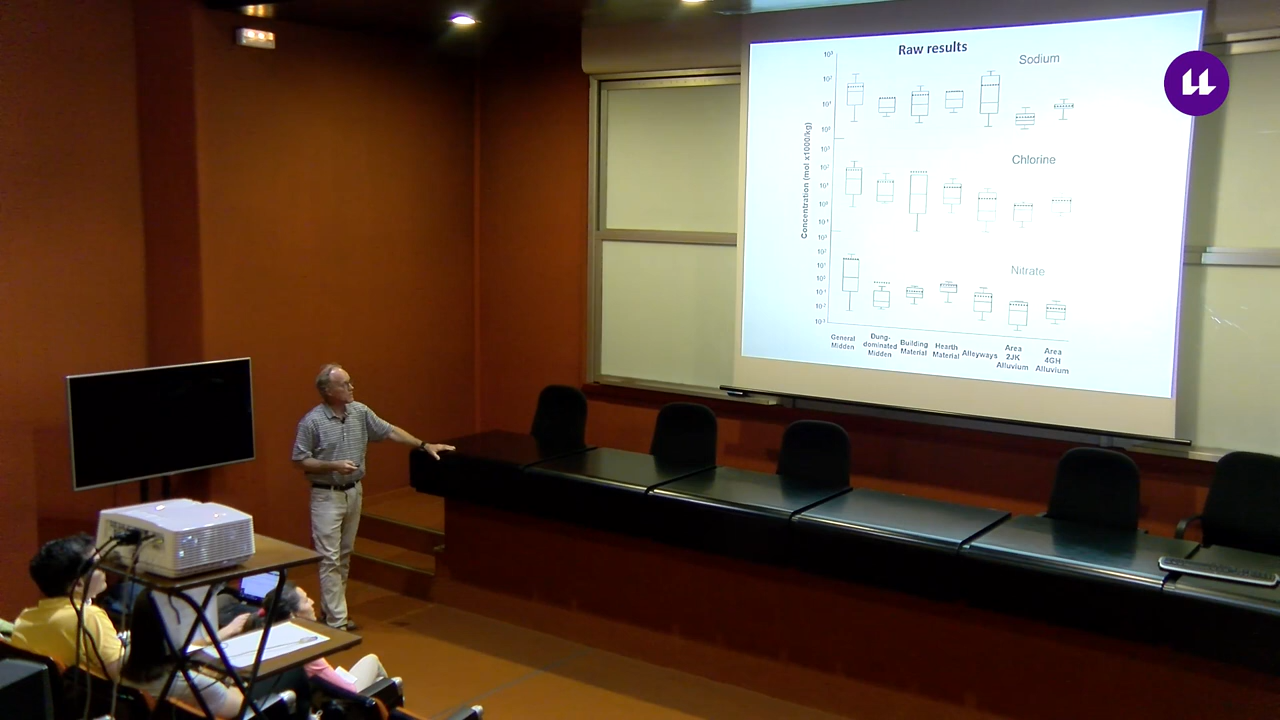 Raw results
Sodium
Chlorine
Nitrate
Concentration (mol x1000/kg)
General
Midden
Dung-
dominated
Midden
Building
Material
Hearth
Material
Alleyways
Area
2JK
Alluvium
Area
4GH
Alluvium